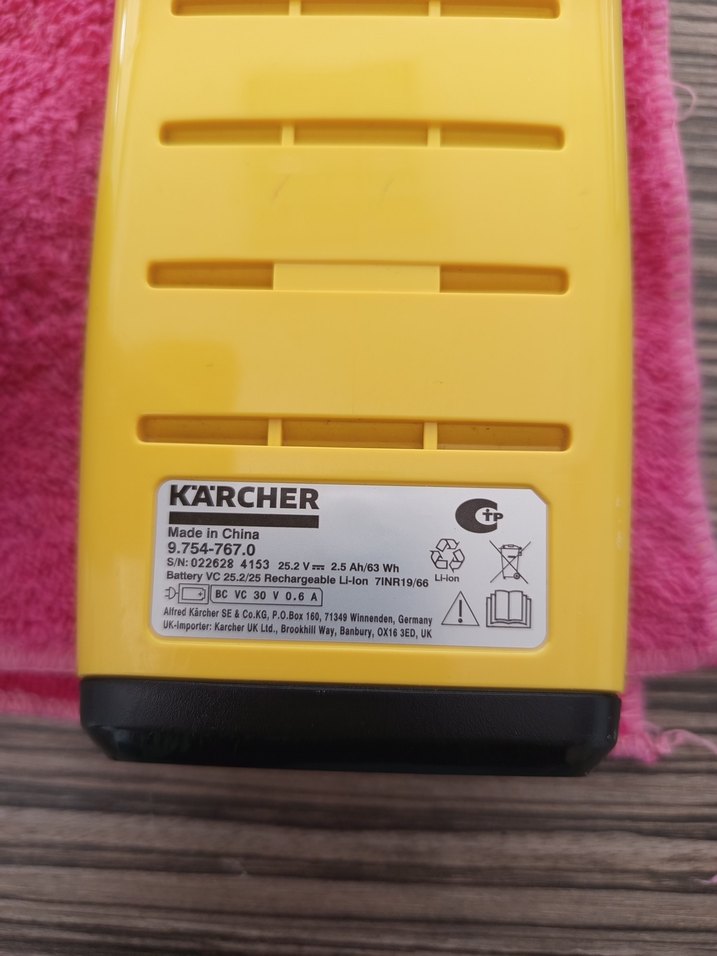 KÄRCHER
Made in China
9.754-767.0
S/N: 022628 4153 25.2 V 2.5 Ah/63 Wh
Battery VC 25.2/25 Rechargeable Li-Ion 7INR19/66
BC VC 30 V 0.6 A
Alfred Kärcher SE & Co.KG, P.O.Box 160, 71349 Winnenden, Germany
UK-Importer: Karcher UK Ltd., Brookhill Way, Banbury, OX16 3ED, UK
СТР
Li-ion